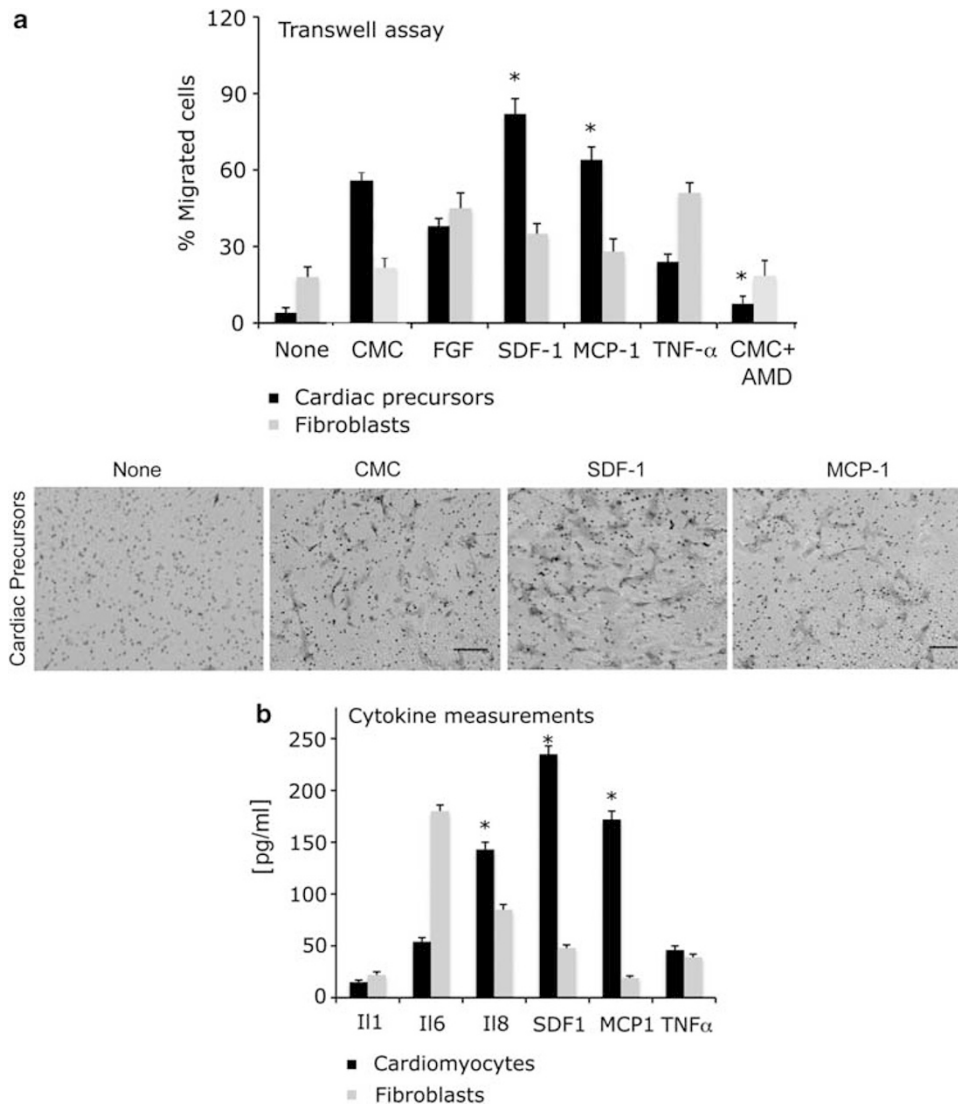 a
Transwell assay
% Migrated cells
120
90
60
30
0
*
*
*
None CMC FGF SDF-1 MCP-1 TNF-α CMC+
AMD
Cardiac precursors
Fibroblasts
None CMC SDF-1 MCP-1
Cardiac Precursors
b
Cytokine measurements
[pg/ml]
250
200
150
100
50
0
*
*
*
Il1 Il6 Il8 SDF1 MCP1 TNFα
Cardiomyocytes
Fibroblasts